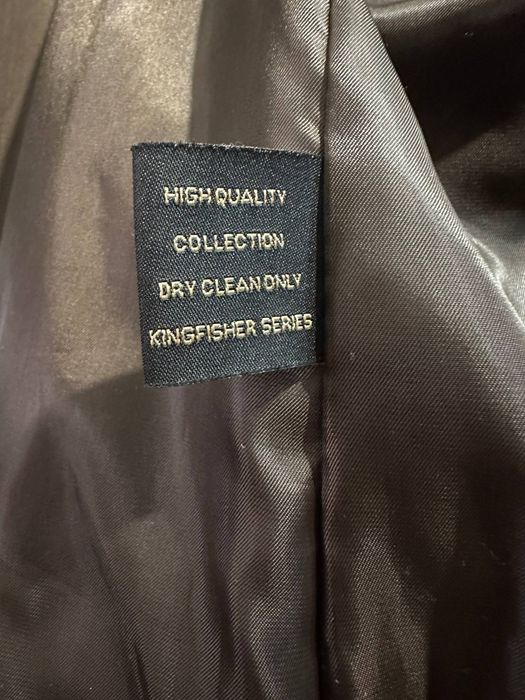 HIGH QUALITY
COLLECTION
DRY CLEAN ONLY
KINGFISHER SERIES